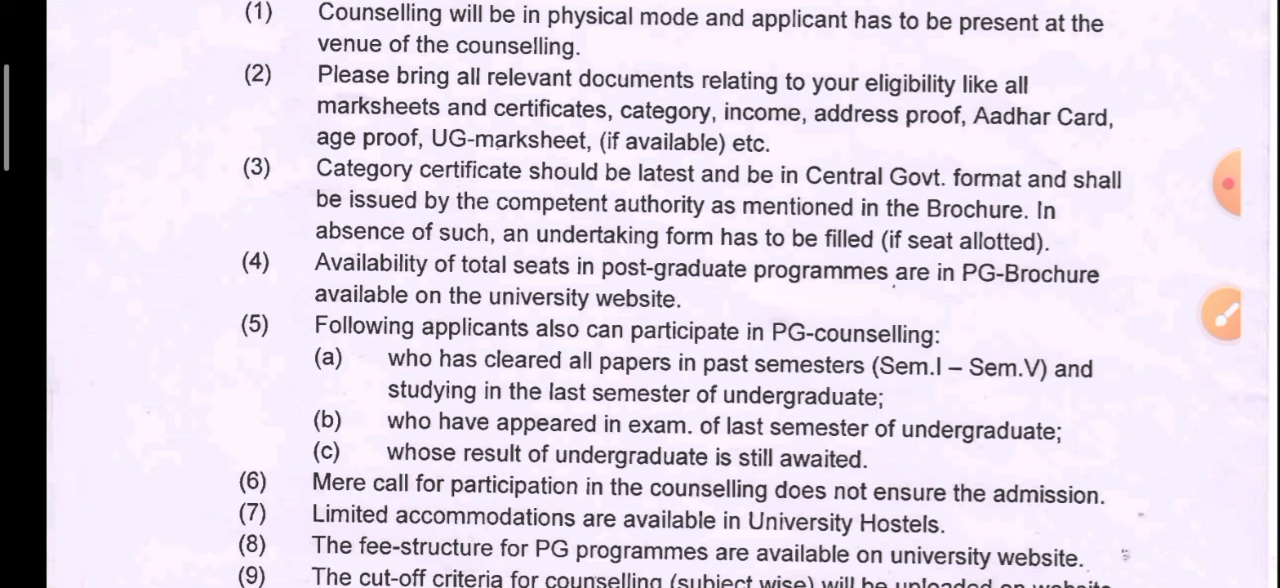 (1) Counselling will be in physical mode and applicant has to be present at the
venue of the counselling.
(2) Please bring all relevant documents relating to your eligibility like all
marksheets and certificates, category, income, address proof, Aadhar Card,
age proof, UG-marksheet, (if available) etc.
(3) Category certificate should be latest and be in Central Govt. format and shall
be issued by the competent authority as mentioned in the Brochure. In
absence of such, an undertaking form has to be filled (if seat allotted).
(4) Availability of total seats in post-graduate programmes are in PG-Brochure
available on the university website.
(5) Following applicants also can participate in PG-counselling:
(a) who has cleared all papers in past semesters (Sem.I – Sem.V) and
studying in the last semester of undergraduate;
(b) who have appeared in exam. of last semester of undergraduate;
(c) whose result of undergraduate is still awaited.
(6) Mere call for participation in the counselling does not ensure the admission.
(7) Limited accommodations are available in University Hostels.
(8) The fee-structure for PG programmes are available on university website.
(9) The cut-off criteria for counselling (subject wise) will be uploaded on website